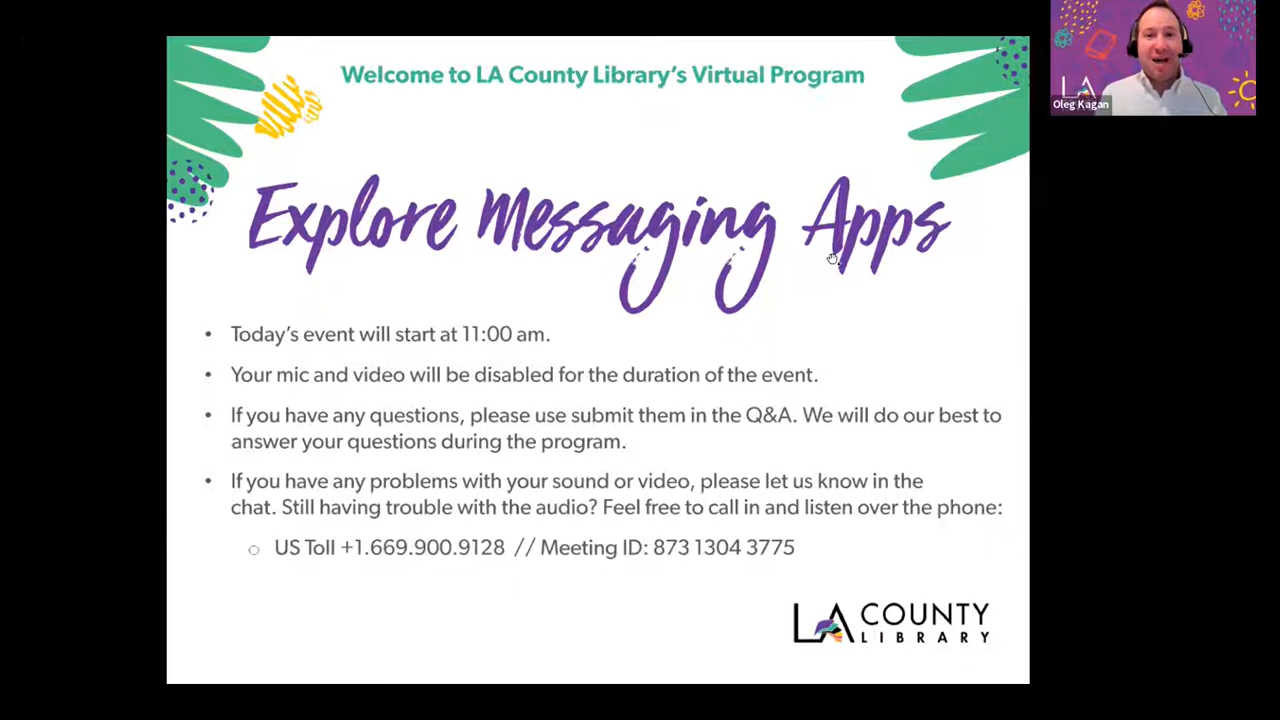 Welcome to LA County Library's Virtual Program
Explore Messaging Apps
• Today's event will start at 11:00 am.
• Your mic and video will be disabled for the duration of the event.
• If you have any questions, please use submit them in the Q&A. We will do our best to
answer your questions during the program.
• If you have any problems with your sound or video, please let us know in the
chat. Still having trouble with the audio? Feel free to call in and listen over the phone:
○ US Toll +1.669.900.9128 // Meeting ID: 873 1304 3775
LA COUNTY
LIBRARY
LA
Oleg Kagan